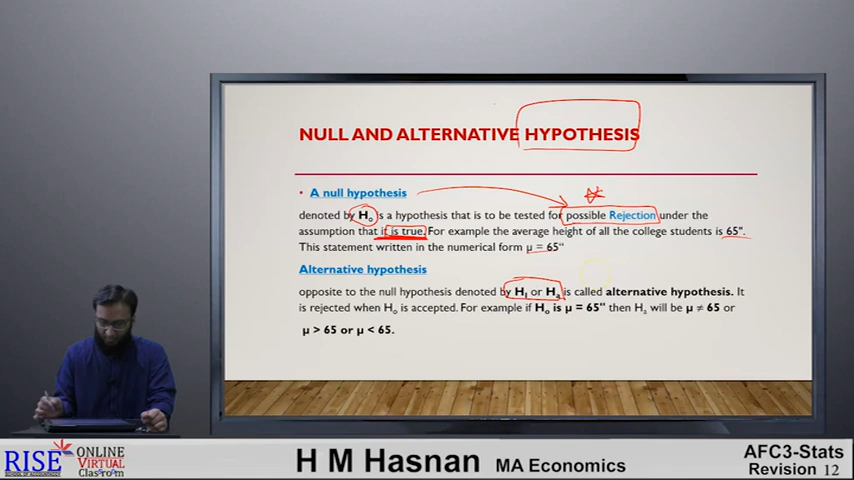 NULL AND ALTERNATIVE HYPOTHESIS
• A null hypothesis
denoted by H₀ is a hypothesis that is to be tested for possible Rejection under the
assumption that it is true. For example the average height of all the college students is 65".
This statement written in the numerical form μ = 65"
Alternative hypothesis
opposite to the null hypothesis denoted by H₁ or Hₐ is called alternative hypothesis. It
is rejected when H₀ is accepted. For example if H₀ is μ = 65" then Hₐ will be μ ≠ 65 or
μ > 65 or μ < 65.
RISE ONLINE VIRTUAL Classroom
SCHOOL OF ACCOUNTANCY
H M Hasnan MA Economics
AFC3-Stats
Revision 12